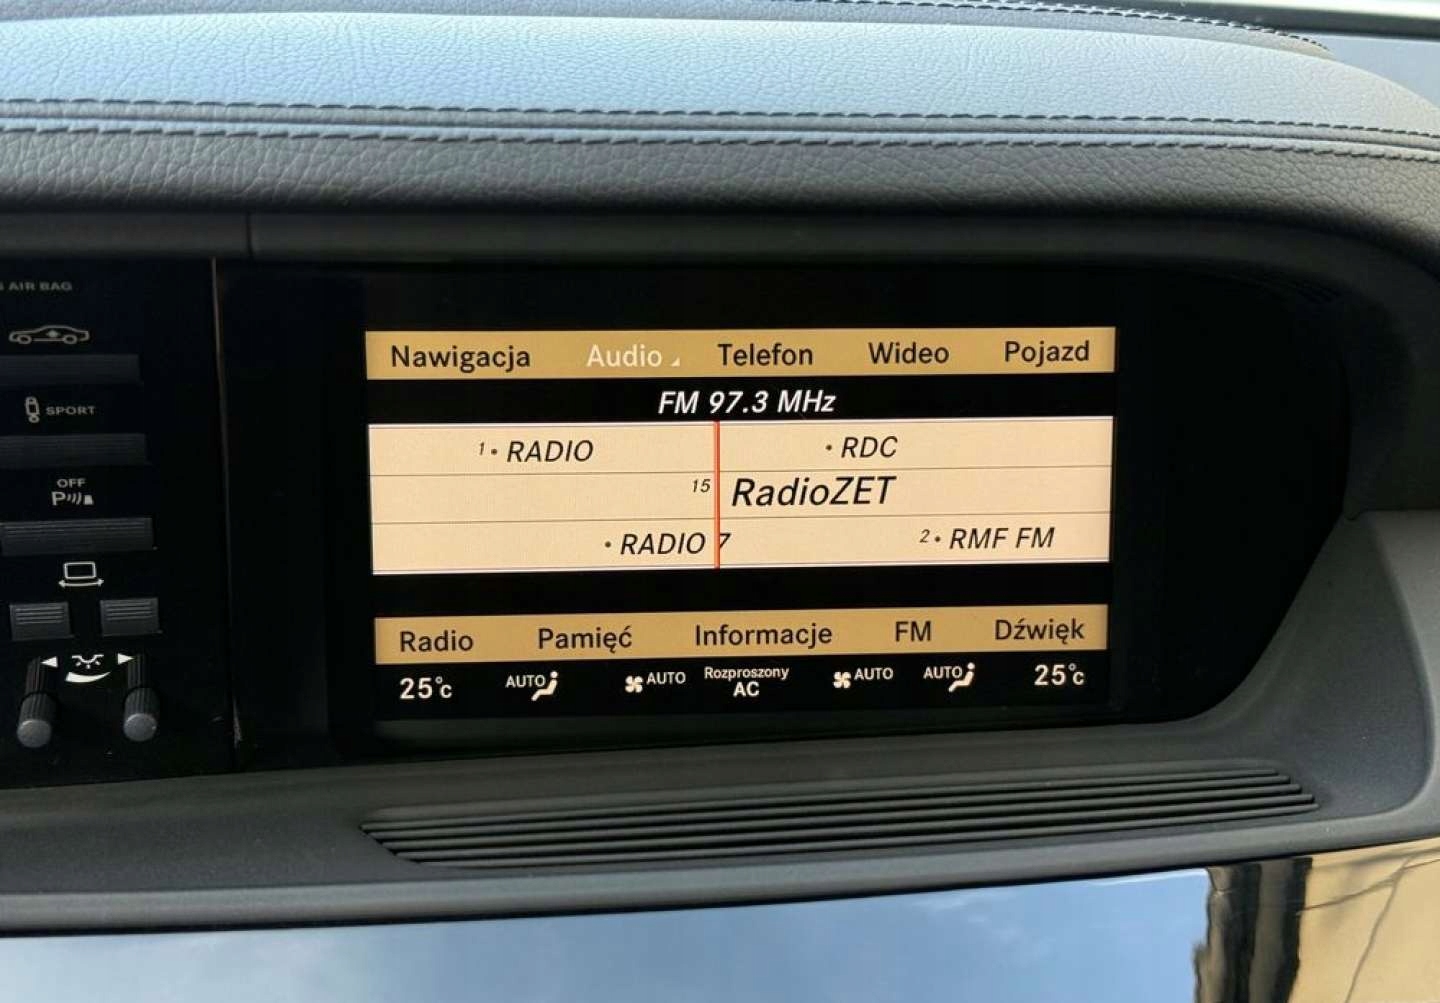 AIR BAG
SPORT
OFF
P
Nawigacja Audio Telefon Wideo Pojazd
FM 97.3 MHz
1 • RADIO • RDC
15 RadioZET
• RADIO 7 2 • RMF FM
Radio Pamięć Informacje FM Dźwięk
25°C AUTO AUTO Rozproszony AUTO AUTO 25°C
AC